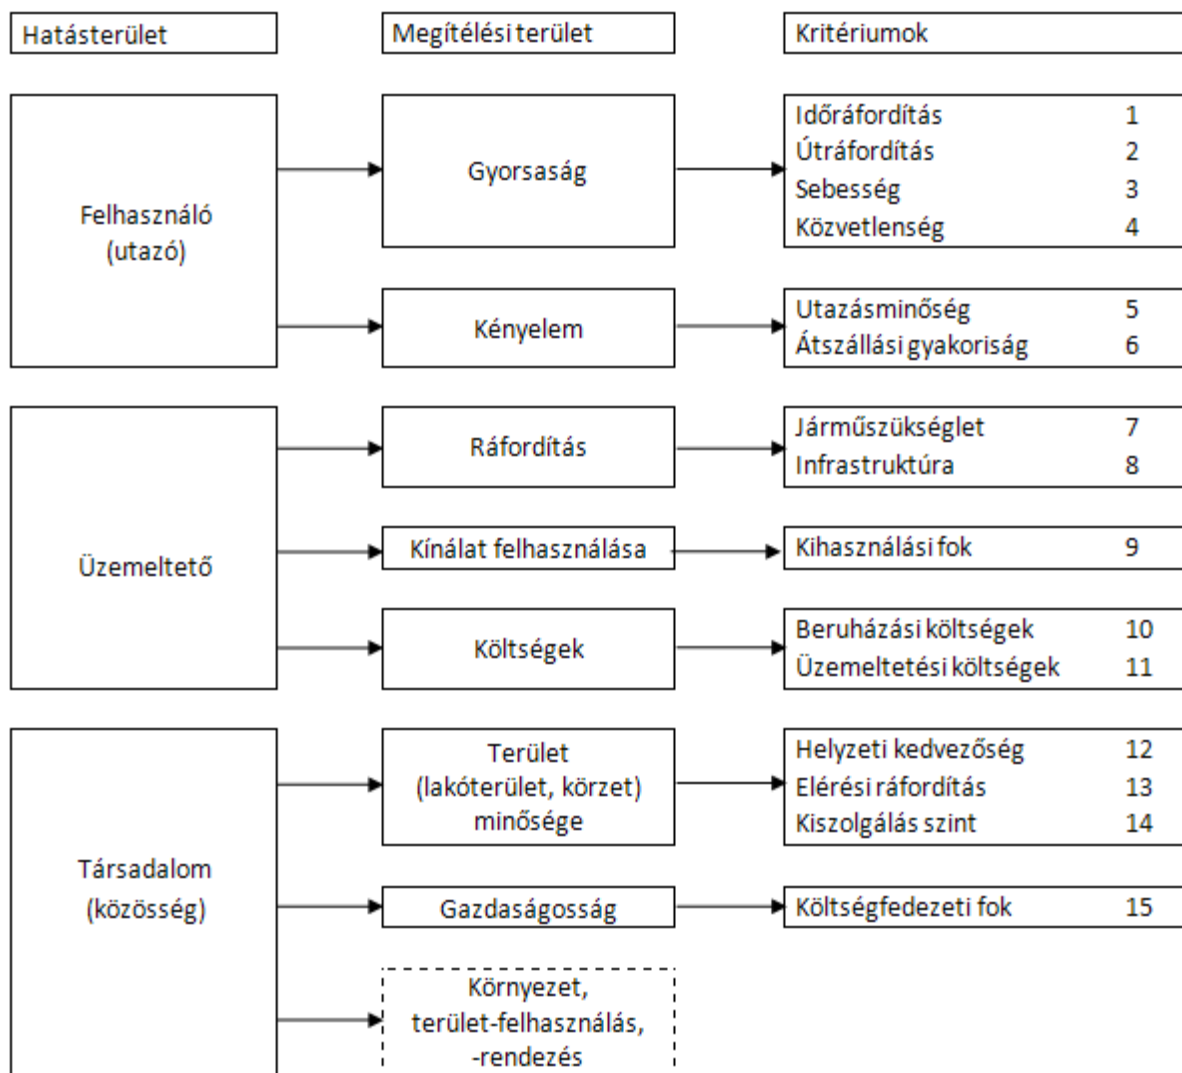 Hatásterület
Megítélési terület
Kritériumok
Felhasználó
(utazó)
Gyorsaság
Időráfordítás 1
Útráfordítás 2
Sebesség 3
Közvetlenség 4
Kényelem
Utazásminőség 5
Átszállási gyakoriság 6
Üzemeltető
Ráfordítás
Járműszükséglet 7
Infrastruktúra 8
Kínálat felhasználása
Kihasználási fok 9
Költségek
Beruházási költségek 10
Üzemeltetési költségek 11
Társadalom
(közösség)
Terület
(lakóterület, körzet)
minősége
Helyzeti kedvezőség 12
Elérési ráfordítás 13
Kiszolgálás szint 14
Gazdaságosság
Költségfedezeti fok 15
Környezet,
terület-felhasználás,
-rendezés